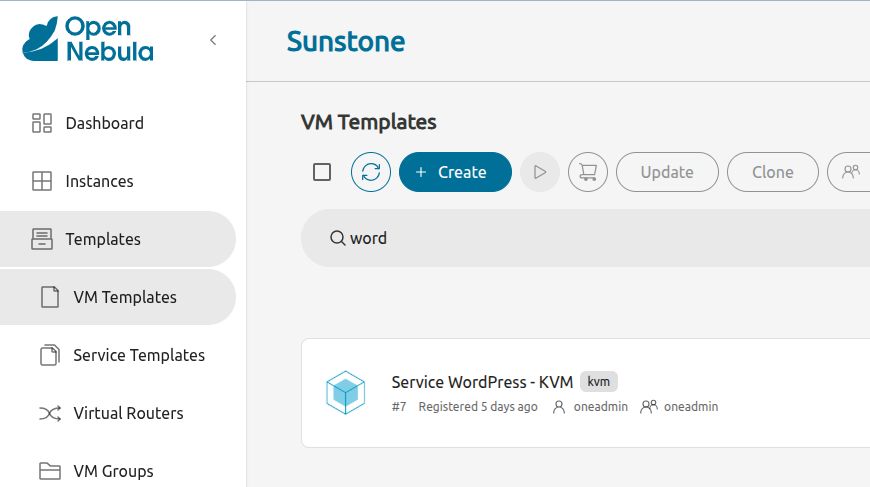 Open
Nebula
Sunstone
Dashboard
Instances
Templates
VM Templates
Service Templates
Virtual Routers
VM Groups
VM Templates
+ Create
Update
Clone
word
Service WordPress - KVM kvm
#7 Registered 5 days ago oneadmin oneadmin